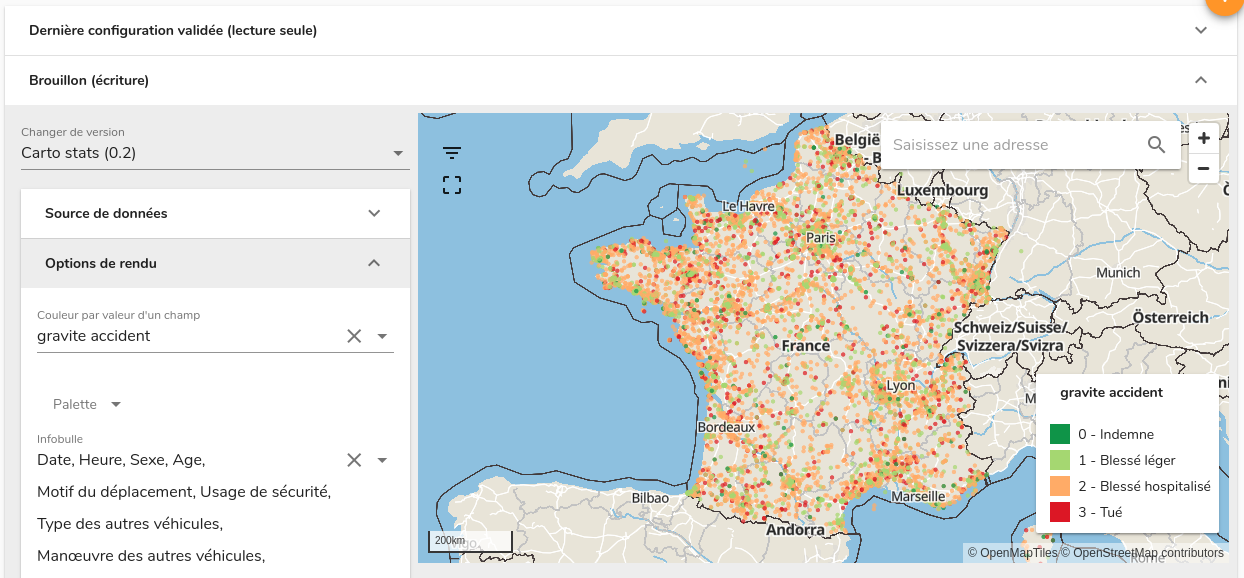 Dernière configuration validée (lecture seule)
Brouillon (écriture)
Changer de version
Carto stats (0.2)
Source de données
Options de rendu
Couleur par valeur d'un champ
gravite accident
Palette
Infobulle
Date, Heure, Sexe, Age,
Motif du déplacement, Usage de sécurité,
Type des autres véhicules,
Manœuvre des autres véhicules,
Saisissez une adresse
+
−
België
- B
Luxembourg
Le Havre
Paris
Munich
Österreich
Schweiz/Suisse/
Svizzera/Svizra
France
Lyon
Bordeaux
Bilbao
Marseille
Andorra
200km
Vigo
Rome
gravite accident
0 - Indemne
1 - Blessé léger
2 - Blessé hospitalisé
3 - Tué
© OpenMapTiles © OpenStreetMap contributors